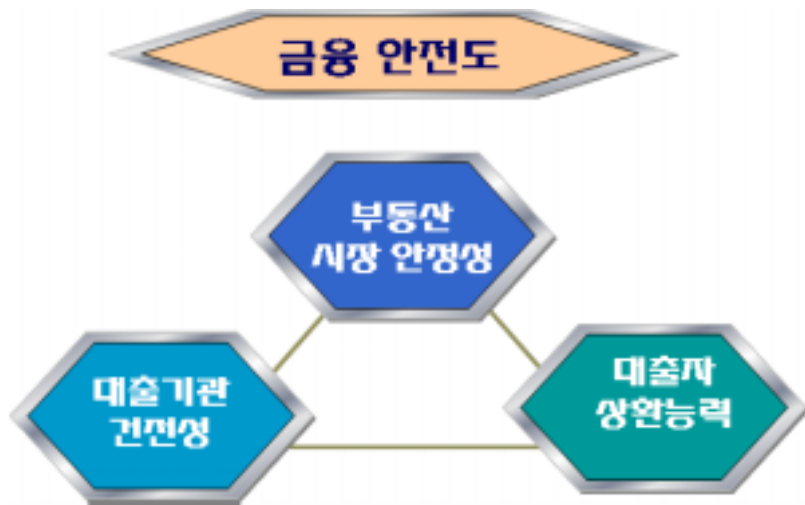 금융 안전도
부동산
시장 안정성
대출기관
건전성
대출자
상환능력